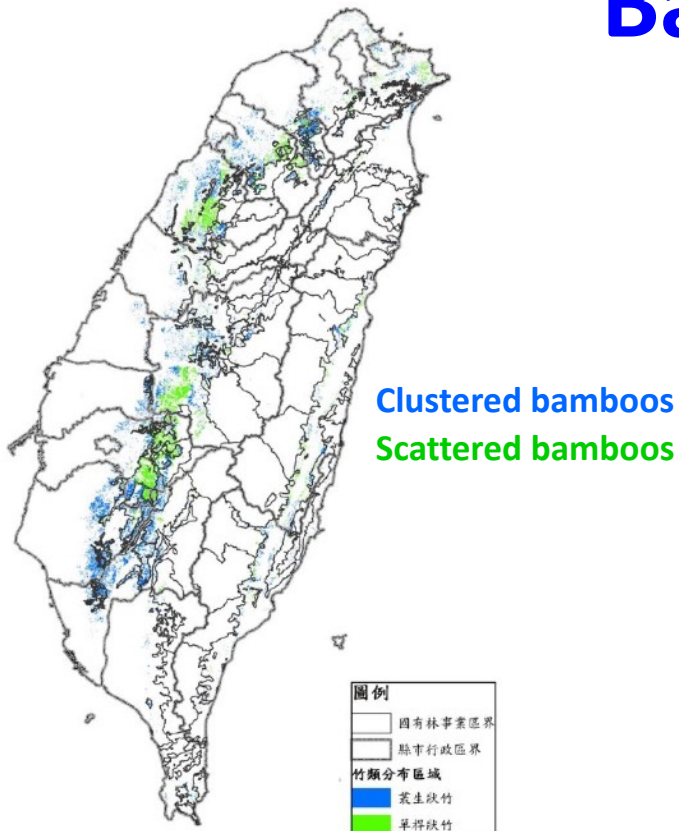 Ba
Clustered bamboos
Scattered bamboos
圖例
國有林事業區界
縣市行政區界
竹類分布區域
叢生狀竹
單稈狀竹